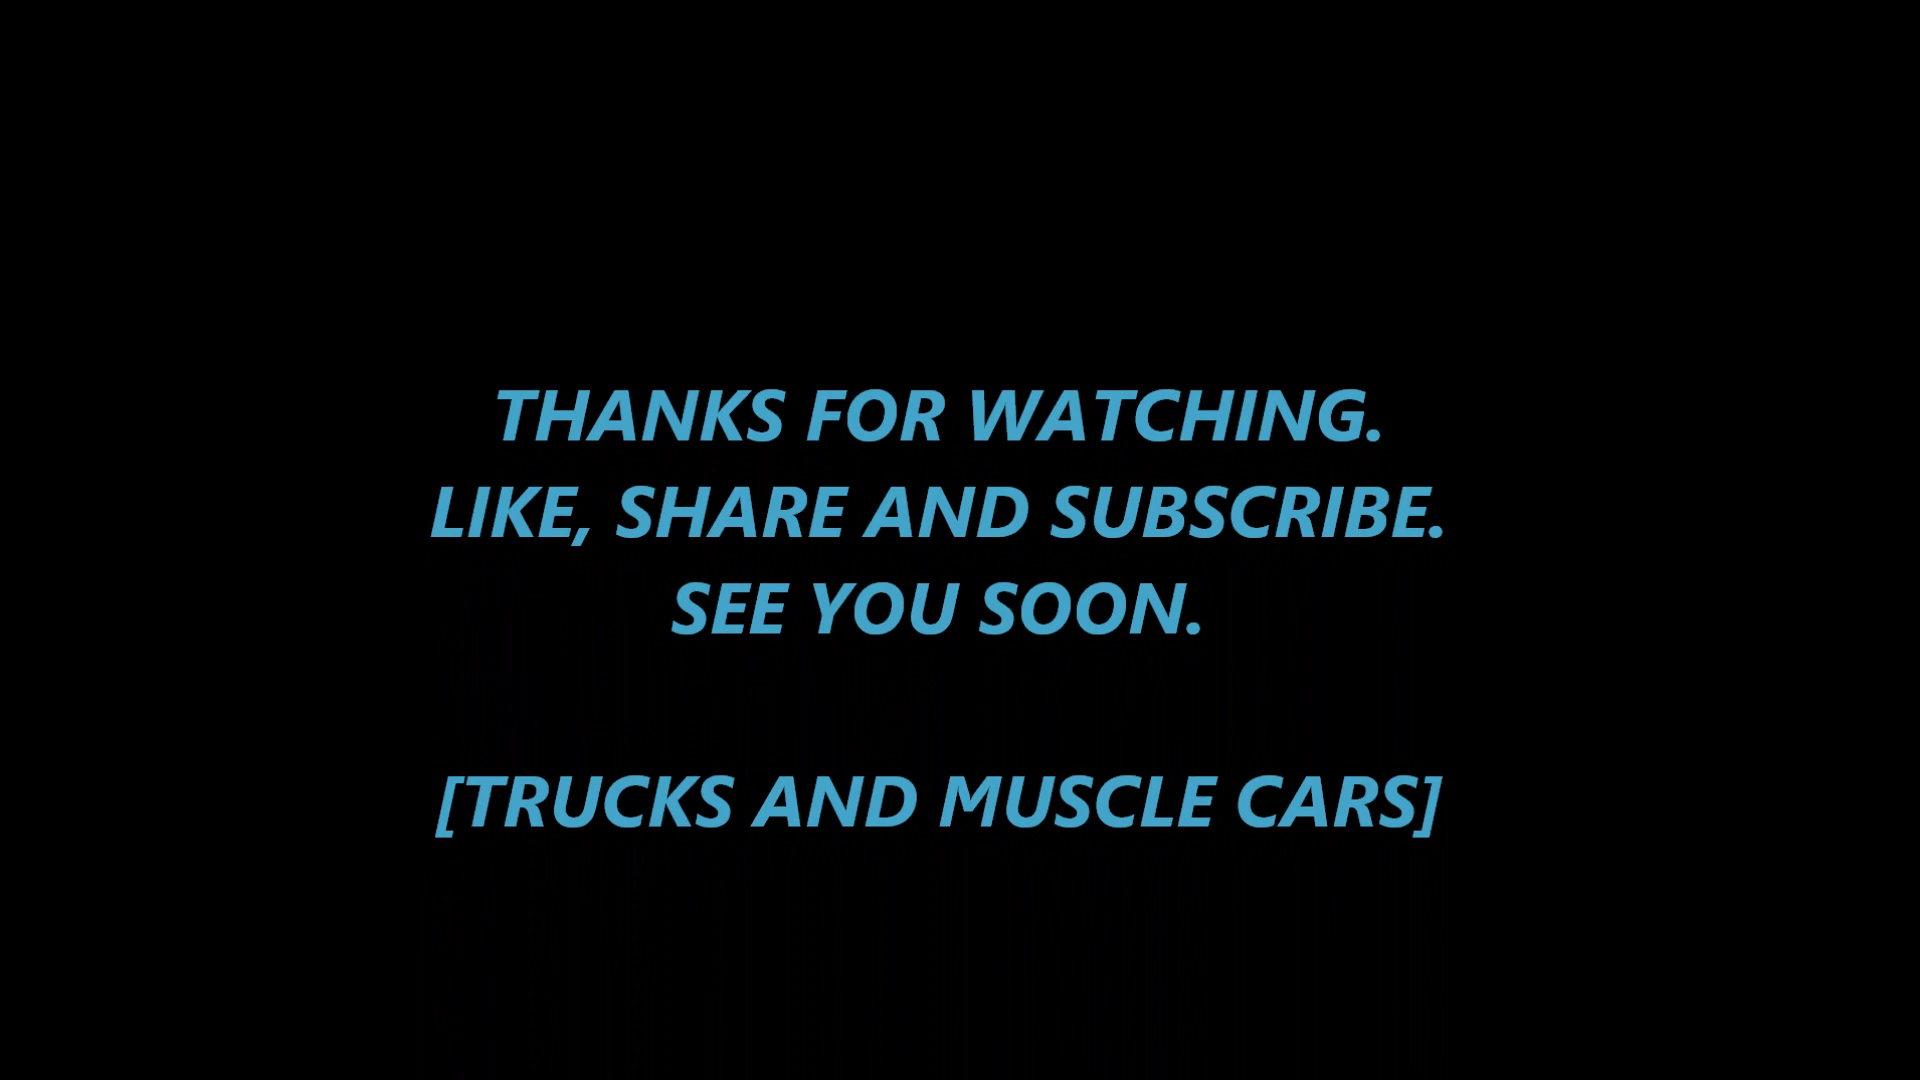 THANKS FOR WATCHING.
LIKE, SHARE AND SUBSCRIBE.
SEE YOU SOON.
[TRUCKS AND MUSCLE CARS]